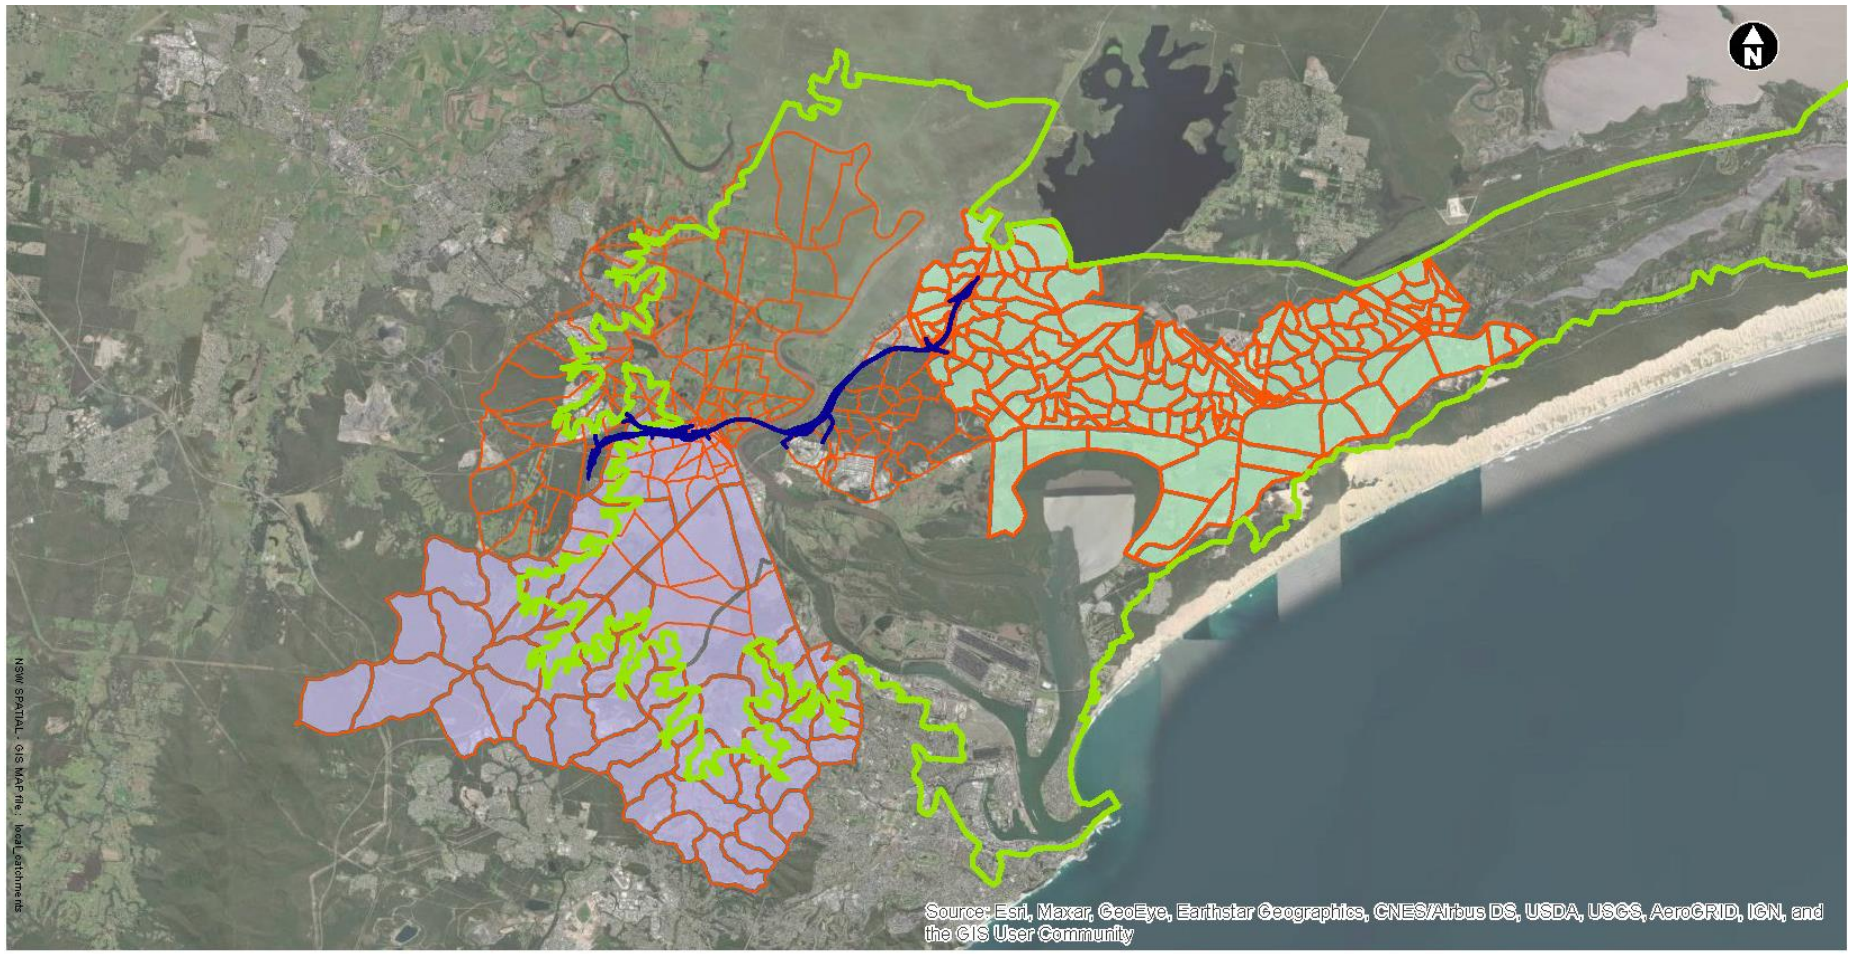 N
NSW SPATIAL - GIS MAP file : local_catchments
Source: Esri, Maxar, GeoEye, Earthstar Geographics, CNES/Airbus DS, USDA, USGS, AeroGRID, IGN, and
the GIS User Community